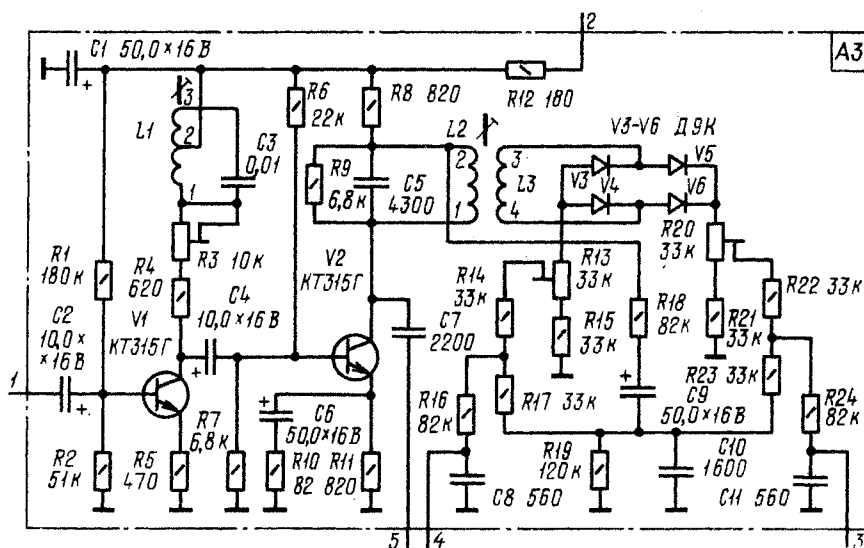 2
A3
C1 50,0×16В
+
3
R6
22к
R8 820
R12 180
L1
2
C3
0,01
L2
V3-V6 Д9К
2
3
V5
R9
6,8к
C5
4300
L3
V3
V4
V6
1
1
4
R20
33к
R1
180к
R3 10к
R4
620
V2
КТ315Г
R14
33к
R13
33к
R22 33к
C4
10,0×16В
V1
КТ315Г
C2
10,0×
×16В
R15
33к
R18
82к
R21
33к
C7
2200
+
1
+
+
+
R7
6,8к
C6
50,0×16В
R16
82к
R17 33к
R23 33к
C9
50,0×16В
R24
82к
R2
51к
R5
470
R10
82
R11
820
R19
120к
C10
1600
C8 560
C11 560
5
4
3